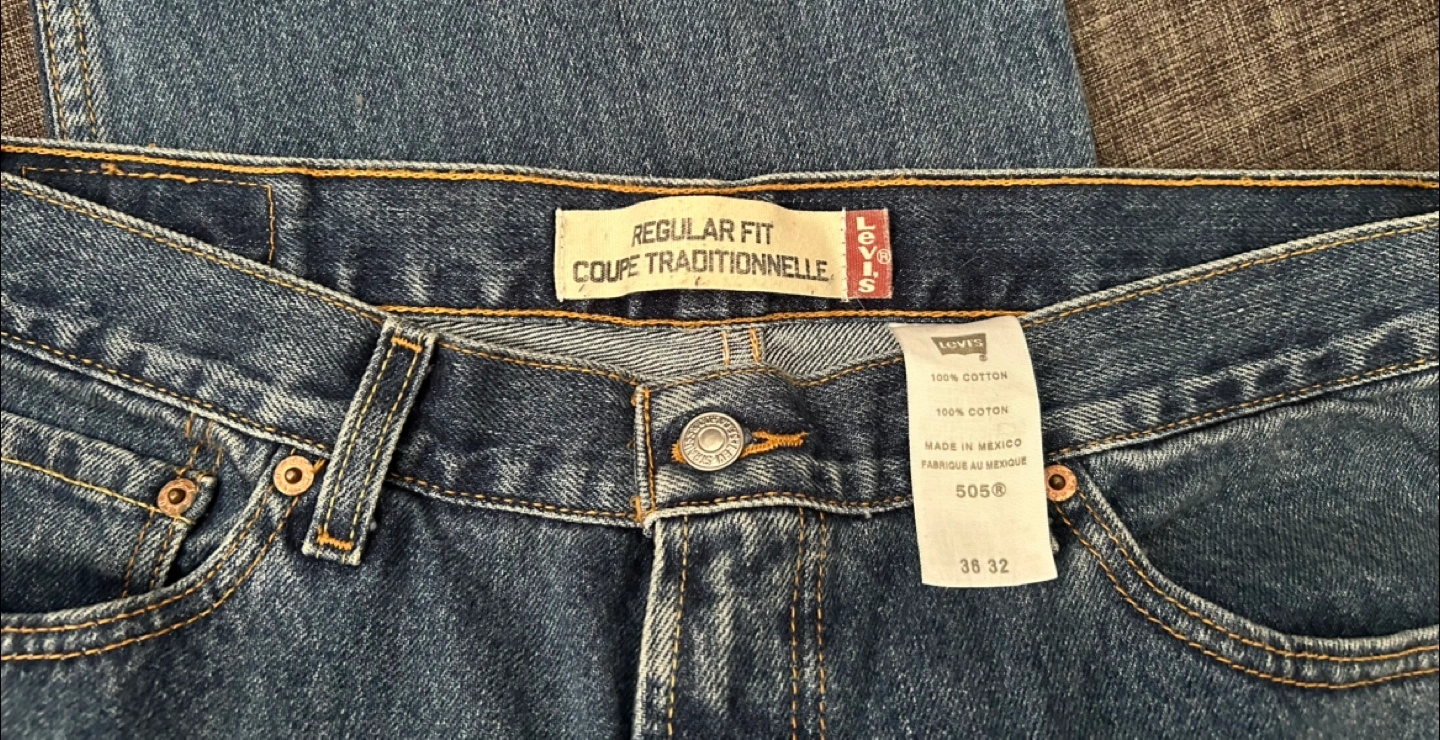 REGULAR FIT
COUPE TRADITIONNELLE
Levi's®
Levi's®
100% COTTON
100% COTON
MADE IN MEXICO
FABRIQUE AU MEXIQUE
505®
36 32